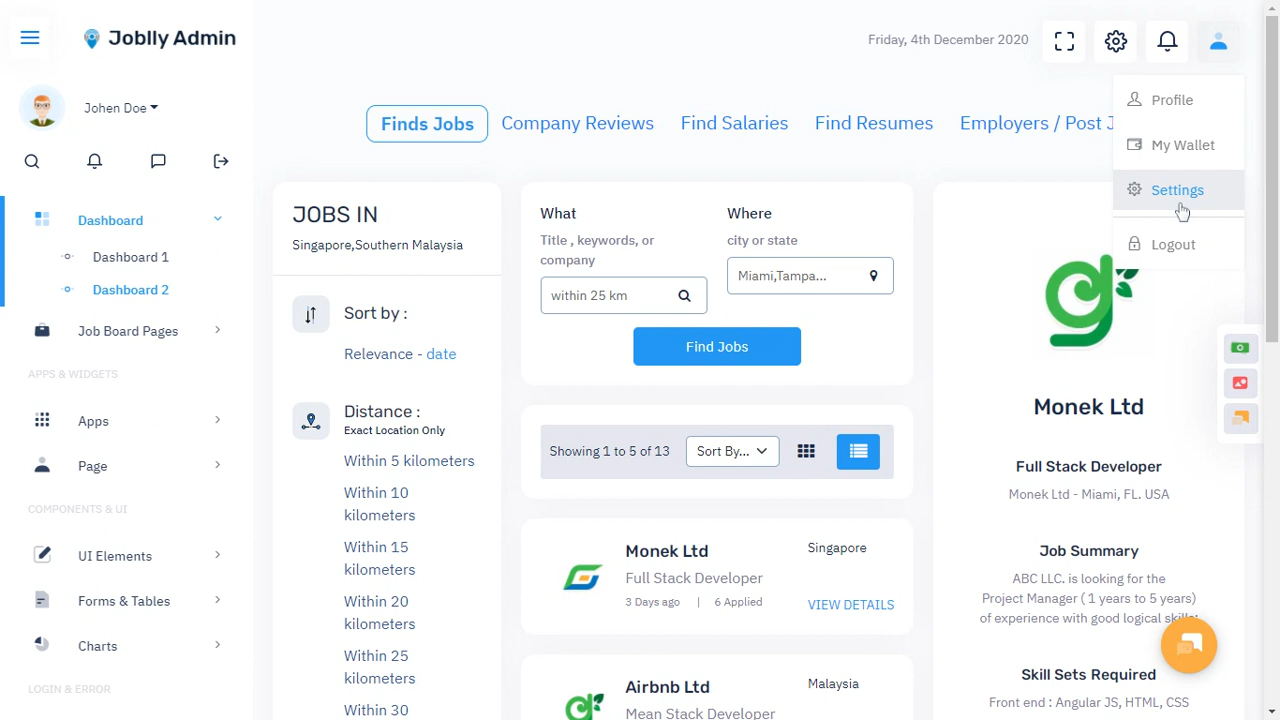 Joblly Admin
Friday, 4th December 2020
Johen Doe
Dashboard
Dashboard 1
Dashboard 2
Job Board Pages
APPS & WIDGETS
Apps
Page
COMPONENTS & UI
UI Elements
Forms & Tables
Charts
LOGIN & ERROR
Finds Jobs
Company Reviews
Find Salaries
Find Resumes
Employers / Post J
Profile
My Wallet
Settings
Logout
JOBS IN
Singapore,Southern Malaysia
Sort by :
Relevance - date
Distance :
Exact Location Only
Within 5 kilometers
Within 10
kilometers
Within 15
kilometers
Within 20
kilometers
Within 25
kilometers
Within 30
What
Title , keywords, or
company
within 25 km
Where
city or state
Miami,Tampa...
Find Jobs
Showing 1 to 5 of 13
Sort By...
Monek Ltd
Full Stack Developer
3 Days ago | 6 Applied
Singapore
VIEW DETAILS
Airbnb Ltd
Mean Stack Developer
Malaysia
Monek Ltd
Full Stack Developer
Monek Ltd - Miami, FL. USA
Job Summary
ABC LLC. is looking for the
Project Manager ( 1 years to 5 years)
of experience with good logical skills:
Skill Sets Required
Front end : Angular JS, HTML, CSS